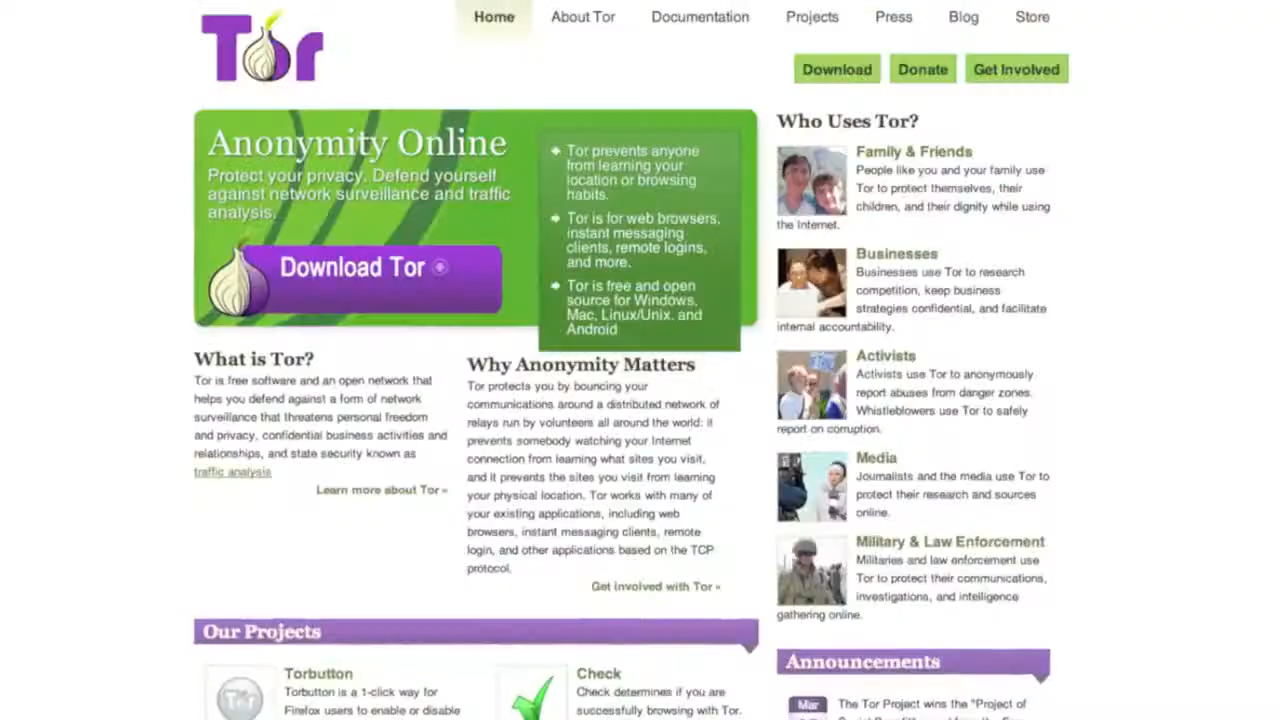 Tor
Home
About Tor
Documentation
Projects
Press
Blog
Store
Download
Donate
Get Involved
Anonymity Online
Protect your privacy. Defend yourself
against network surveillance and traffic
analysis.
Download Tor
Tor prevents anyone
from learning your
location or browsing
habits.
Tor is for web browsers,
instant messaging
clients, remote logins,
and more.
Tor is free and open
source for Windows,
Mac, Linux/Unix. and
Android
What is Tor?
Tor is free software and an open network that
helps you defend against a form of network
surveillance that threatens personal freedom
and privacy, confidential business activities and
relationships, and state security known as
traffic analysis
Learn more about Tor »
Why Anonymity Matters
Tor protects you by bouncing your
communications around a distributed network of
relays run by volunteers all around the world: it
prevents somebody watching your Internet
connection from learning what sites you visit,
and it prevents the sites you visit from learning
your physical location. Tor works with many of
your existing applications, including web
browsers, instant messaging clients, remote
login, and other applications based on the TCP
protocol.
Get involved with Tor »
Our Projects
Torbutton
Torbutton is a 1-click way for
Firefox users to enable or disable
Check
Check determines if you are
successfully browsing with Tor.
Who Uses Tor?
Family & Friends
People like you and your family use
Tor to protect themselves, their
children, and their dignity while using
the Internet.
Businesses
Businesses use Tor to research
competition, keep business
strategies confidential, and facilitate
internal accountability.
Activists
Activists use Tor to anonymously
report abuses from danger zones.
Whistleblowers use Tor to safely
report on corruption.
Media
Journalists and the media use Tor to
protect their research and sources
online.
Military & Law Enforcement
Militaries and law enforcement use
Tor to protect their communications,
investigations, and intelligence
gathering online.
Announcements
Mar
The Tor Project wins the "Project of